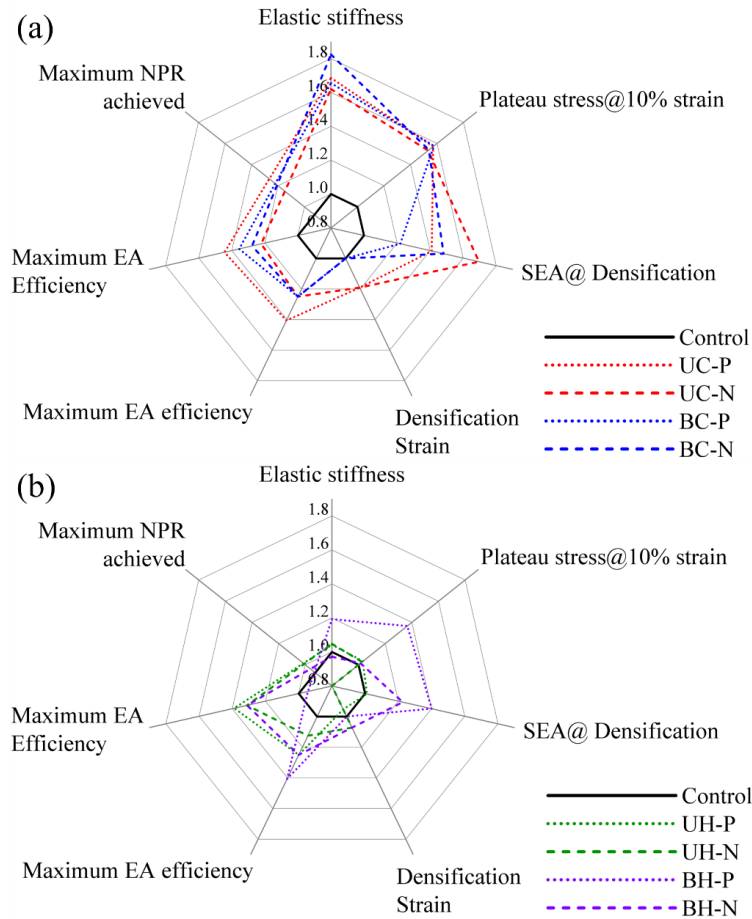 (a)
Elastic stiffness
Maximum NPR
achieved
Plateau stress@10% strain
1.8
1.6
1.4
1.2
1.0
0.8
Maximum EA
Efficiency
SEA@ Densification
Maximum EA efficiency
Densification
Strain
Control
UC-P
UC-N
BC-P
BC-N
(b)
Elastic stiffness
Maximum NPR
achieved
Plateau stress@10% strain
1.8
1.6
1.4
1.2
1.0
0.8
Maximum EA
Efficiency
SEA@ Densification
Maximum EA efficiency
Densification
Strain
Control
UH-P
UH-N
BH-P
BH-N